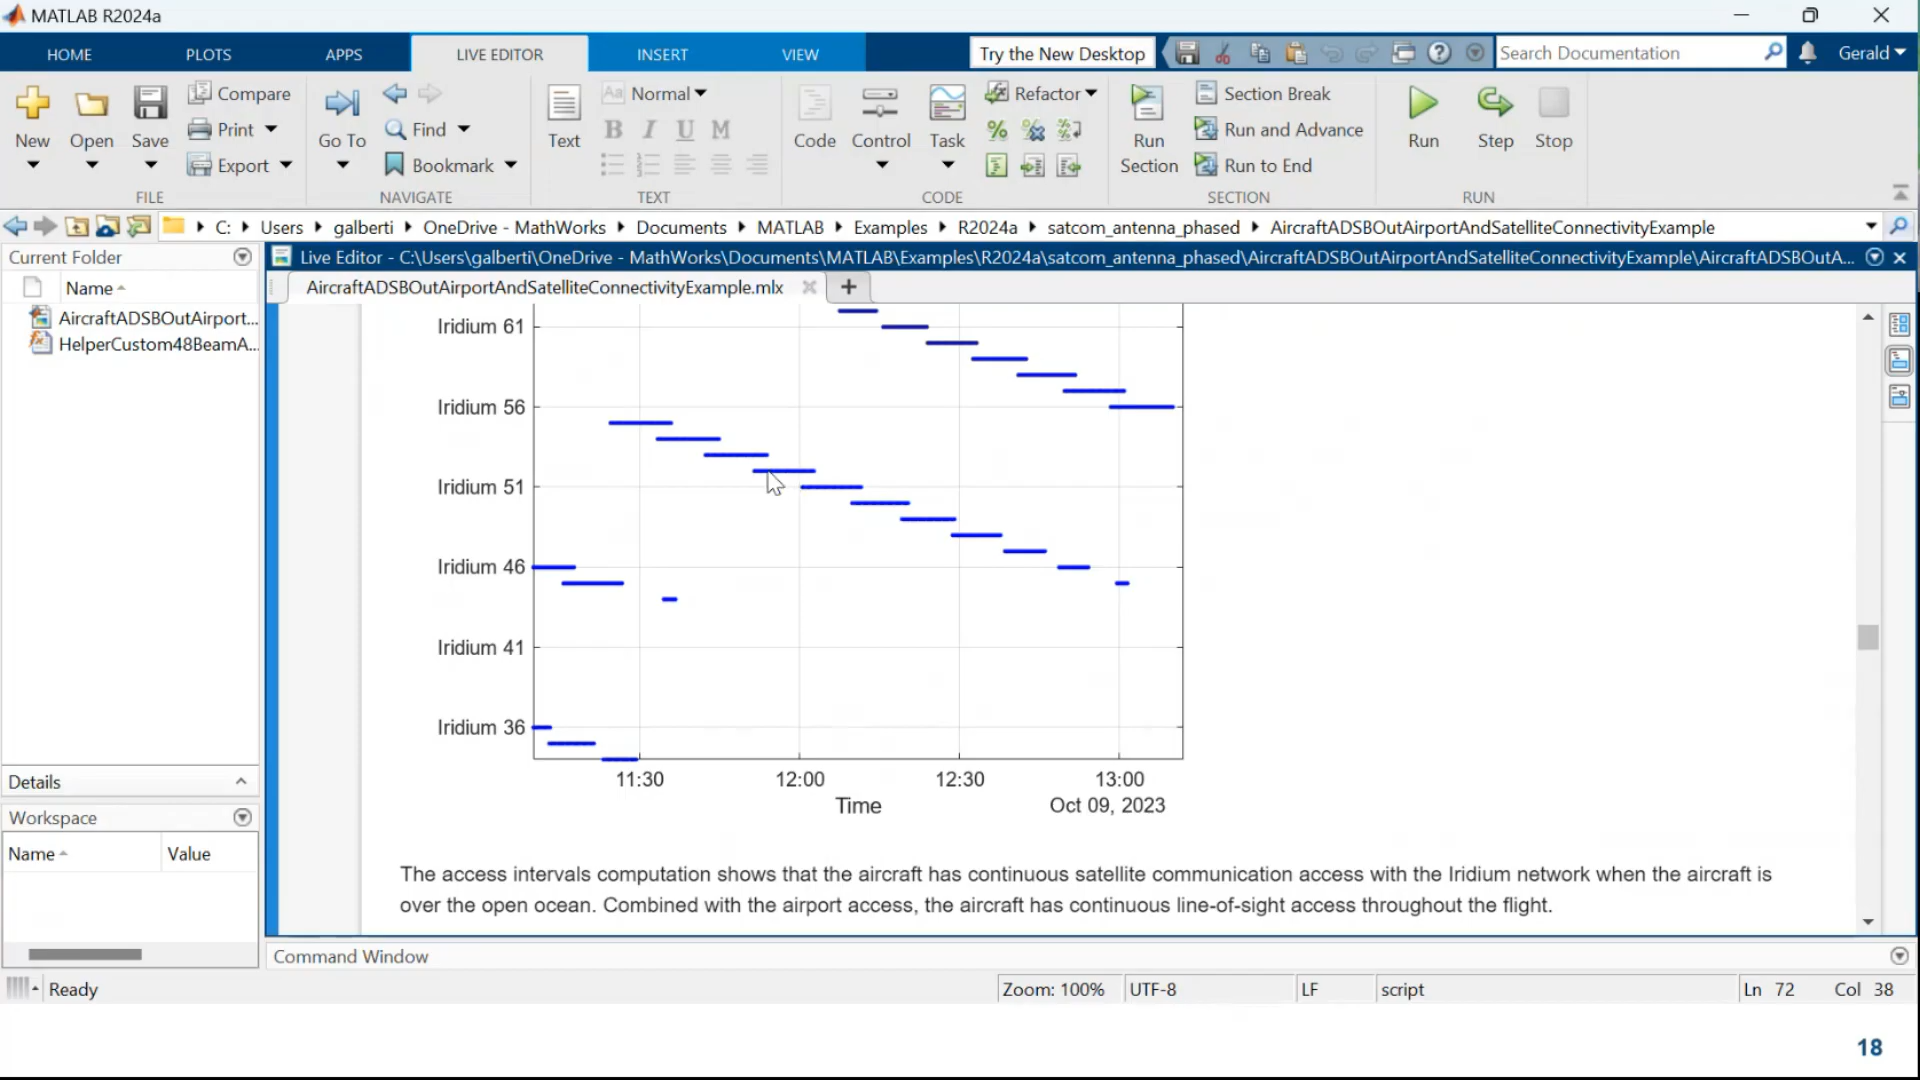 MATLAB R2024a
HOME PLOTS APPS LIVE EDITOR INSERT VIEW Try the New Desktop Search Documentation Gerald
New Open Save Compare Print Export
FILE
Go To Find Bookmark
NAVIGATE
Text Aa Normal B I U M
TEXT
Code Control Task Refactor
CODE
Run Section Section Break Run and Advance Run to End
SECTION
Run Step Stop
RUN
C: Users galberti OneDrive - MathWorks Documents MATLAB Examples R2024a satcom_antenna_phased AircraftADSBOutAirportAndSatelliteConnectivityExample
Current Folder
Name
AircraftADSBOutAirport...
HelperCustom48BeamA...
Details
Workspace
Name Value
Live Editor - C:\Users\galberti\OneDrive - MathWorks\Documents\MATLAB\Examples\R2024a\satcom_antenna_phased\AircraftADSBOutAirportAndSatelliteConnectivityExample\AircraftADSBOutA...
AircraftADSBOutAirportAndSatelliteConnectivityExample.mlx
Iridium 61
Iridium 56
Iridium 51
Iridium 46
Iridium 41
Iridium 36
11:30 12:00 12:30 13:00
Time Oct 09, 2023
The access intervals computation shows that the aircraft has continuous satellite communication access with the Iridium network when the aircraft is
over the open ocean. Combined with the airport access, the aircraft has continuous line-of-sight access throughout the flight.
Command Window
Ready Zoom: 100% UTF-8 LF script Ln 72 Col 38
18